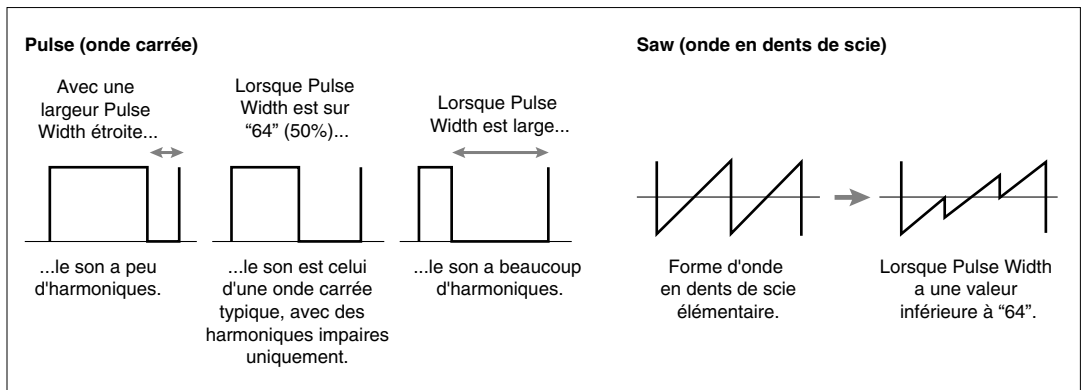 Pulse (onde carrée)
Avec une
largeur Pulse
Width étroite...
...le son a peu
d'harmoniques.
Lorsque Pulse
Width est sur
“64” (50%)...
...le son est celui
d'une onde carrée
typique, avec des
harmoniques impaires
uniquement.
Lorsque Pulse
Width est large...
...le son a beaucoup
d'harmoniques.
Saw (onde en dents de scie)
Forme d'onde
en dents de scie
élémentaire.
Lorsque Pulse Width
a une valeur
inférieure à “64”.